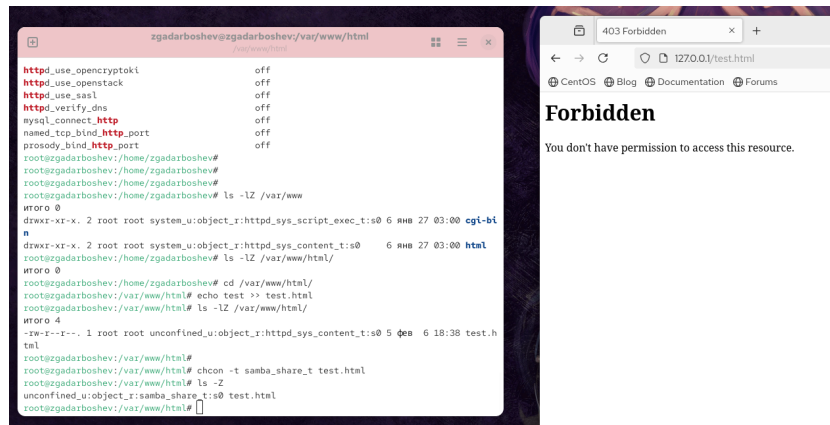 zgadarboshev@zgadarboshev:/var/www/html
/var/www/html
httpd_use_opencryptoki off
httpd_use_openstack off
httpd_use_sasl off
httpd_verify_dns off
mysql_connect_http off
named_tcp_bind_http_port off
prosody_bind_http_port off
root@zgadarboshev:/home/zgadarboshev#
root@zgadarboshev:/home/zgadarboshev#
root@zgadarboshev:/home/zgadarboshev#
root@zgadarboshev:/home/zgadarboshev# ls -lZ /var/www
итого 0
drwxr-xr-x. 2 root root system_u:object_r:httpd_sys_script_exec_t:s0 6 янв 27 03:00 cgi-bi
n
drwxr-xr-x. 2 root root system_u:object_r:httpd_sys_content_t:s0 6 янв 27 03:00 html
root@zgadarboshev:/home/zgadarboshev# ls -lZ /var/www/html/
итого 0
root@zgadarboshev:/home/zgadarboshev# cd /var/www/html/
root@zgadarboshev:/var/www/html# echo test >> test.html
root@zgadarboshev:/var/www/html# ls -lZ /var/www/html/
итого 4
-rw-r--r--. 1 root root unconfined_u:object_r:httpd_sys_content_t:s0 5 фев 6 18:38 test.h
tml
root@zgadarboshev:/var/www/html#
root@zgadarboshev:/var/www/html# chcon -t samba_share_t test.html
root@zgadarboshev:/var/www/html# ls -Z
unconfined_u:object_r:samba_share_t:s0 test.html
root@zgadarboshev:/var/www/html#
403 Forbidden
127.0.0.1/test.html
CentOS Blog Documentation Forums
Forbidden
You don't have permission to access this resource.